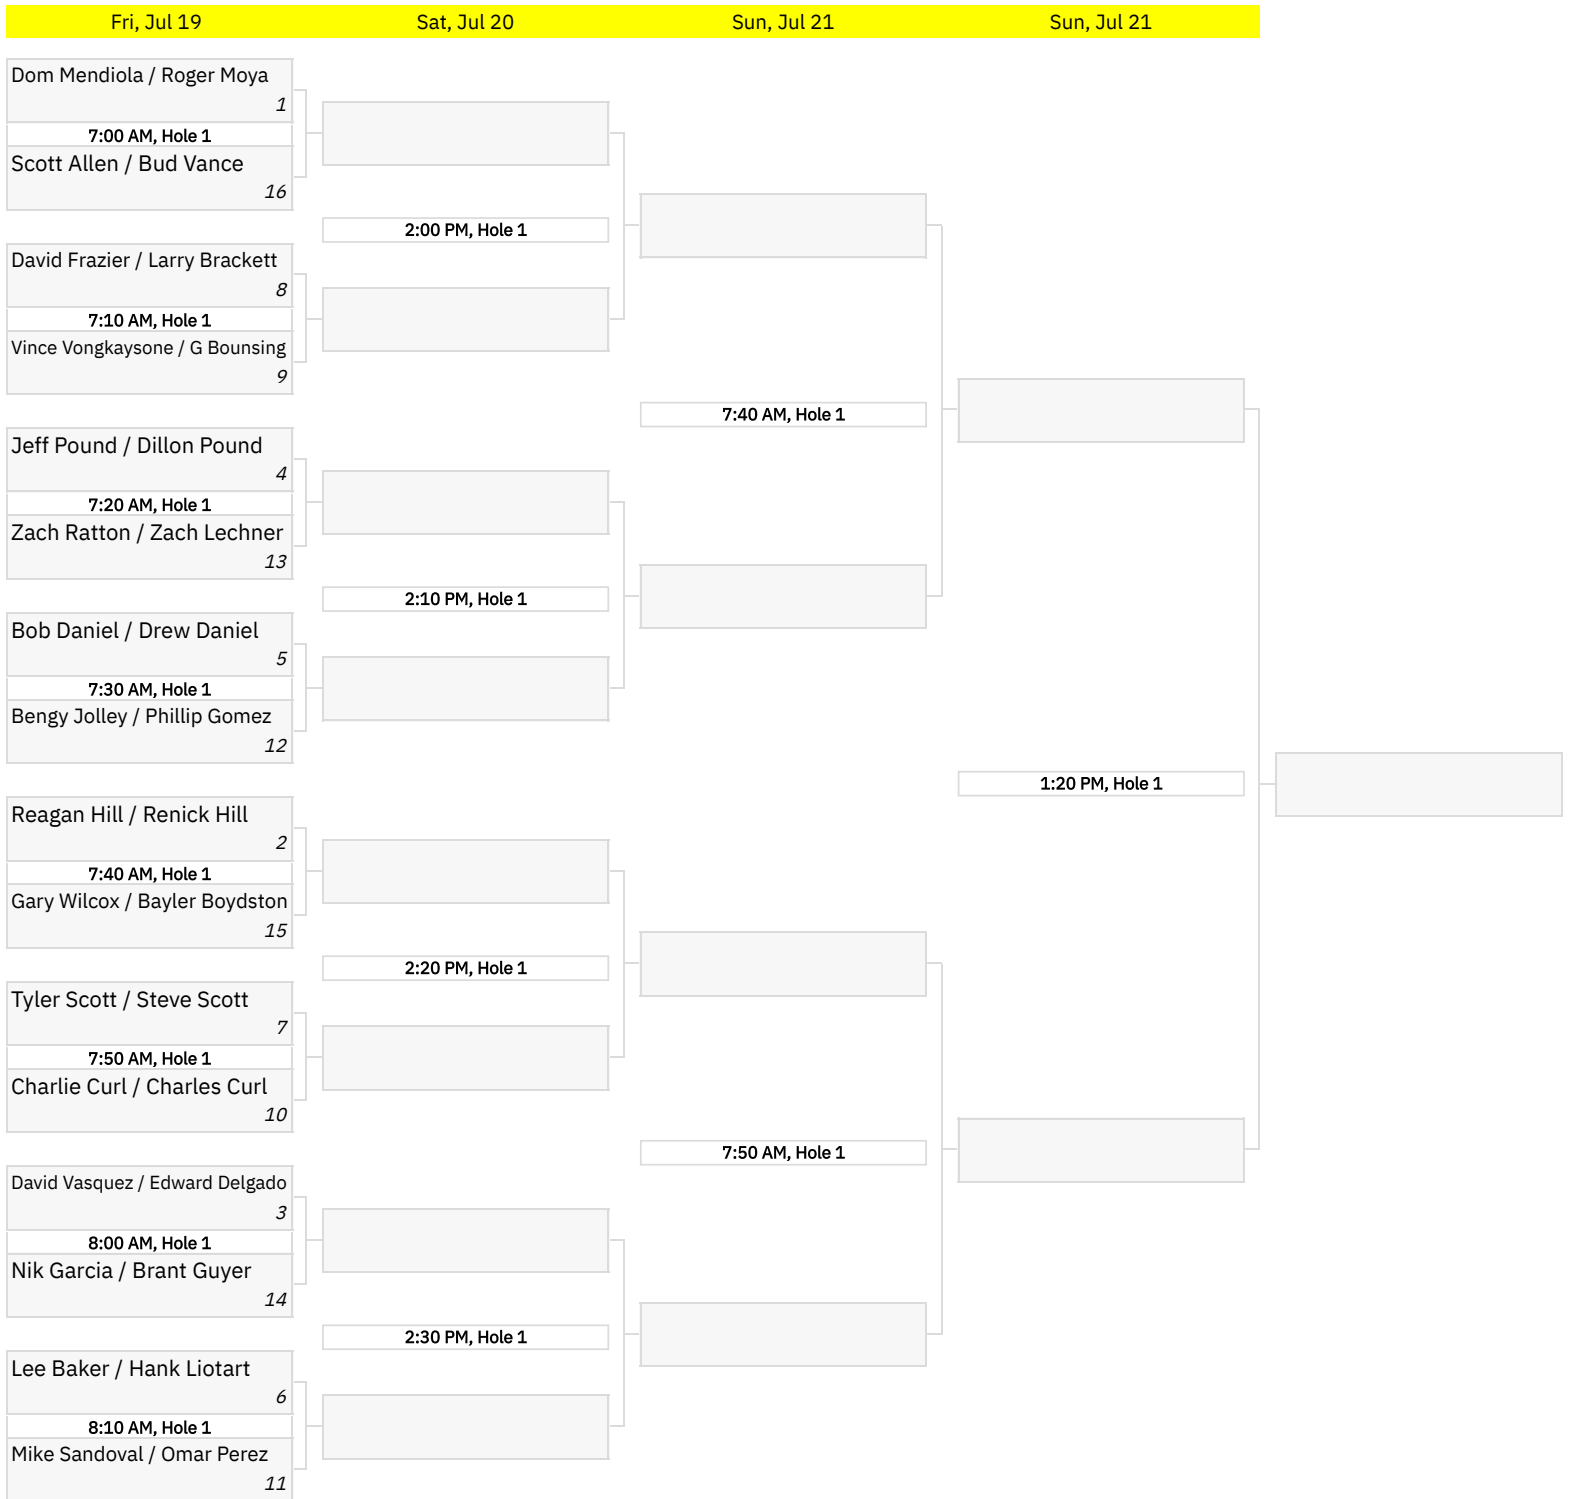 Fri, Jul 19
Sat, Jul 20
Sun, Jul 21
Sun, Jul 21
Dom Mendiola / Roger Moya
1
7:00 AM, Hole 1
Scott Allen / Bud Vance
16
2:00 PM, Hole 1
David Frazier / Larry Brackett
8
7:10 AM, Hole 1
Vince Vongkaysone / G Bounsing
9
7:40 AM, Hole 1
Jeff Pound / Dillon Pound
4
7:20 AM, Hole 1
Zach Ratton / Zach Lechner
13
2:10 PM, Hole 1
Bob Daniel / Drew Daniel
5
7:30 AM, Hole 1
Bengy Jolley / Phillip Gomez
12
1:20 PM, Hole 1
Reagan Hill / Renick Hill
2
7:40 AM, Hole 1
Gary Wilcox / Bayler Boydston
15
2:20 PM, Hole 1
Tyler Scott / Steve Scott
7
7:50 AM, Hole 1
Charlie Curl / Charles Curl
10
7:50 AM, Hole 1
David Vasquez / Edward Delgado
3
8:00 AM, Hole 1
Nik Garcia / Brant Guyer
14
2:30 PM, Hole 1
Lee Baker / Hank Liotart
6
8:10 AM, Hole 1
Mike Sandoval / Omar Perez
11